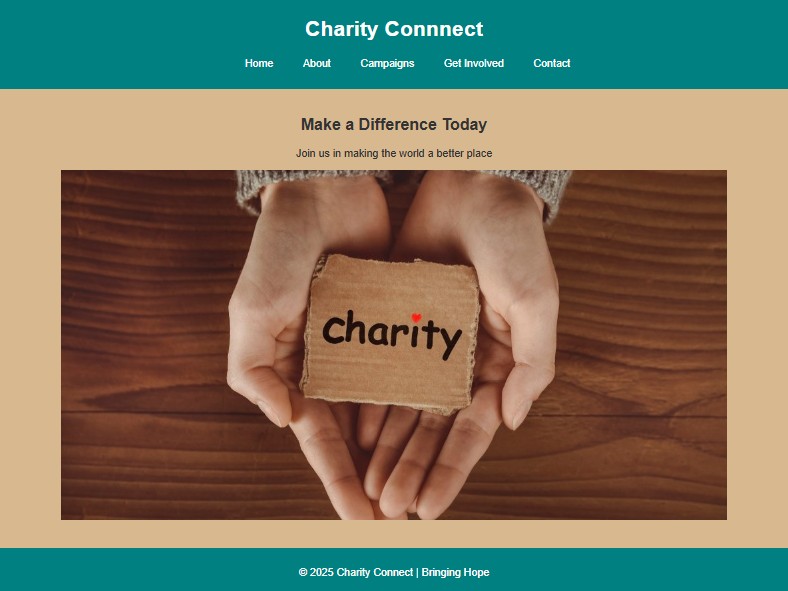 Charity Connnect
Home About Campaigns Get Involved Contact
Make a Difference Today
Join us in making the world a better place
charity
© 2025 Charity Connect | Bringing Hope